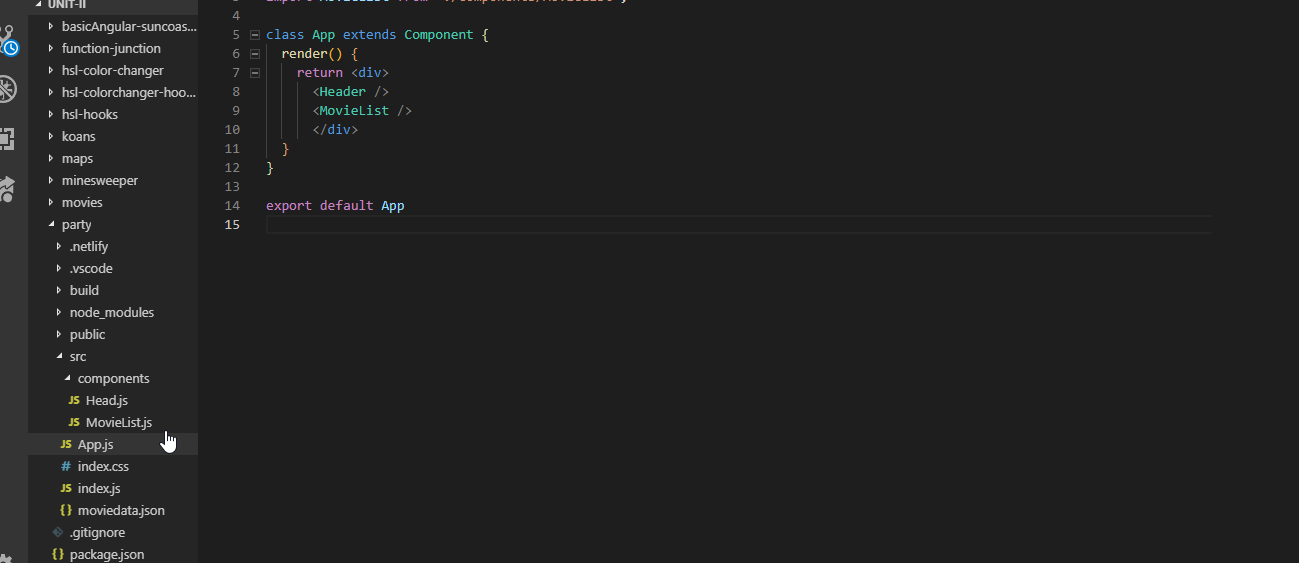 UNIT-II
basicAngular-suncoas...
function-junction
hsl-color-changer
hsl-colorchanger-hoo...
hsl-hooks
koans
maps
minesweeper
movies
party
.netlify
.vscode
build
node_modules
public
src
components
JS Head.js
JS MovieList.js
JS App.js
# index.css
JS index.js
{} moviedata.json
.gitignore
{} package.json
4
5 class App extends Component {
6 render() {
7 return <div>
8 <Header />
9 <MovieList />
10 </div>
11 }
12 }
13
14 export default App
15